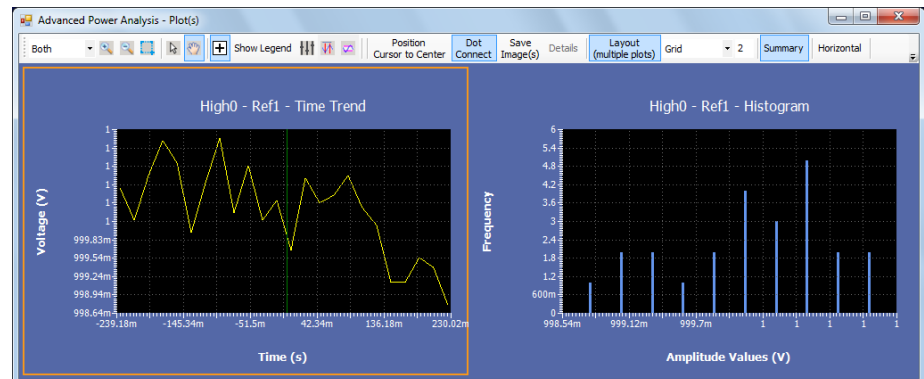 Advanced Power Analysis - Plot(s)
Both Show Legend Position Cursor to Center Dot Connect Save Image(s) Details Layout (multiple plots) Grid 2 Summary Horizontal
High0 - Ref1 - Time Trend
Voltage (V)
1
1
1
1
1
1
999.83m
999.54m
999.24m
998.94m
998.64m
-239.18m -145.34m -51.5m 42.34m 136.18m 230.02m
Time (s)
High0 - Ref1 - Histogram
Frequency
6
5.4
4.8
4.2
3.6
3
2.4
1.8
1.2
600m
0
998.54m 999.12m 999.7m 1 1 1 1 1
Amplitude Values (V)